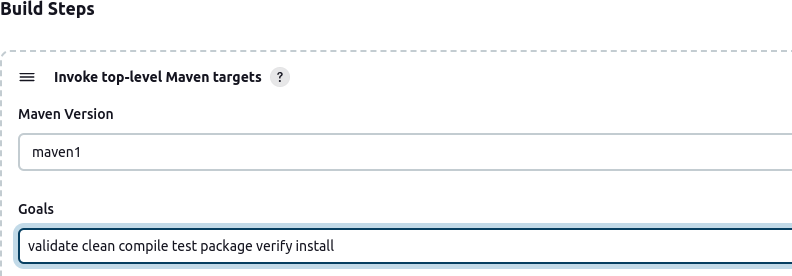 Build Steps
Invoke top-level Maven targets ?
Maven Version
maven1
Goals
validate clean compile test package verify install